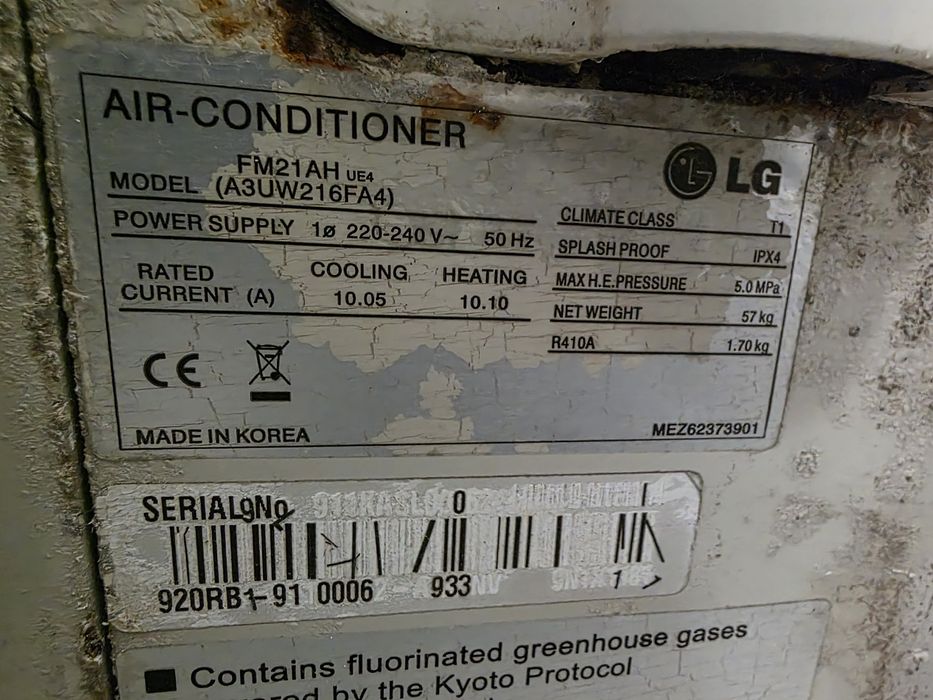 AIR-CONDITIONER
LG
FM21AH UE4
MODEL (A3UW216FA4)
POWER SUPPLY 1ø 220-240 V~ 50 Hz
RATED CURRENT (A)
COOLING HEATING
10.05 10.10
CLIMATE CLASS T1
SPLASH PROOF IPX4
MAX H.E.PRESSURE 5.0 MPa
NET WEIGHT 57 kg
R410A 1.70 kg
CE
MADE IN KOREA
MEZ62373901
SERIAL No
920RB1-91 0006 933
Contains fluorinated greenhouse gases
by the Kyoto Protocol